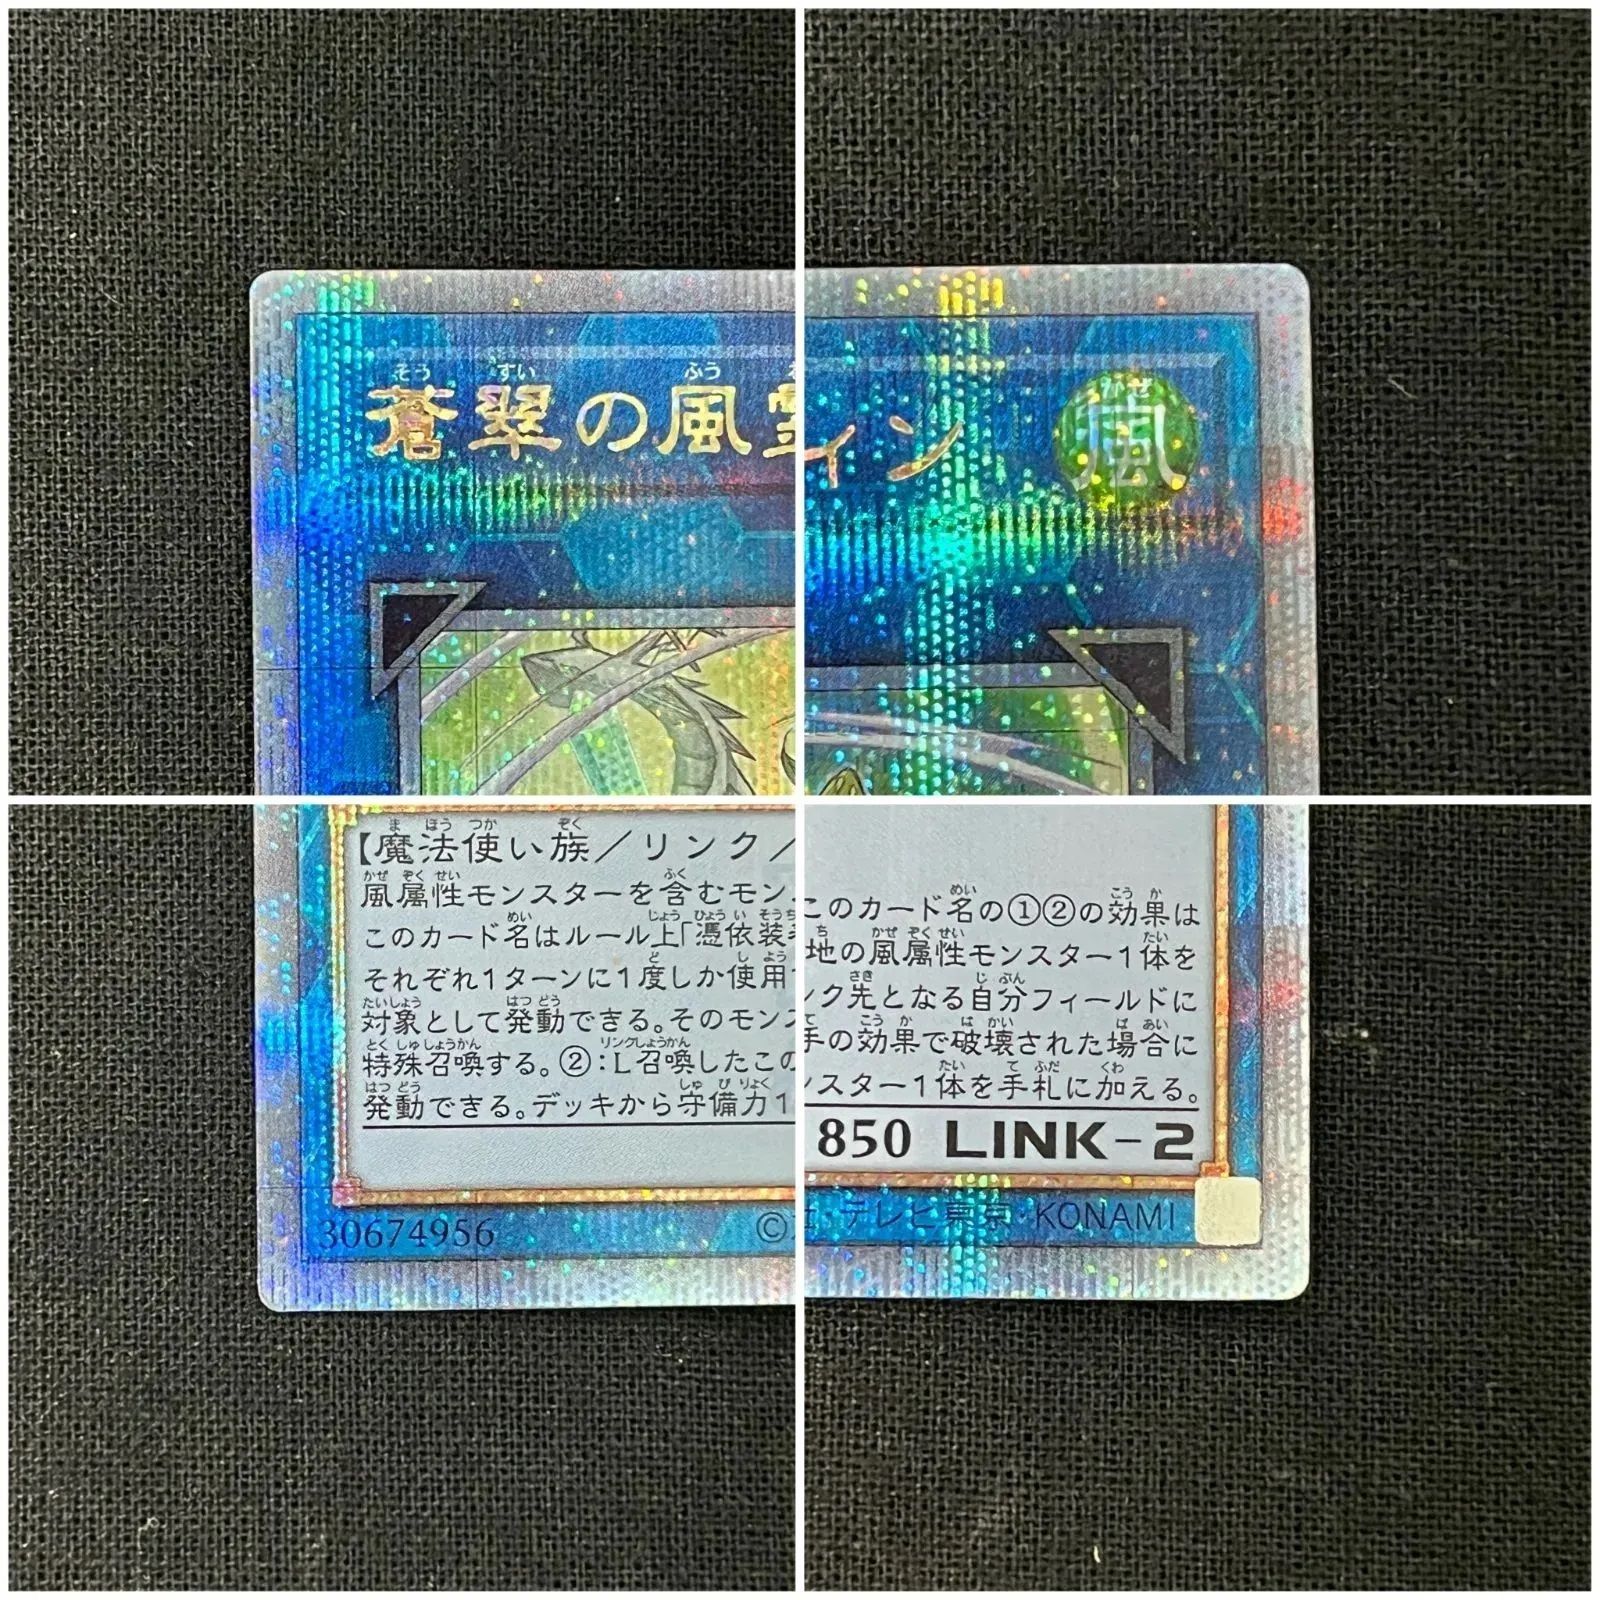 蒼翠の風霊
ィン
風
【魔法使い族／リンク／
風属性モンスターを含むモン
このカード名はルール上「憑依装
それぞれ1ターンに1度しか使用
対象として発動できる。そのモン
特殊召喚する。②:L召喚したこの
発動できる。デッキから守備力1
30674956
©
このカード名の①②の効果は
地の風属性モンスター1体を
ンク先となる自分フィールドに
手の効果で破壊された場合に
ンスター1体を手札に加える。
850 LINK-2
テレビ東京・KONAMI